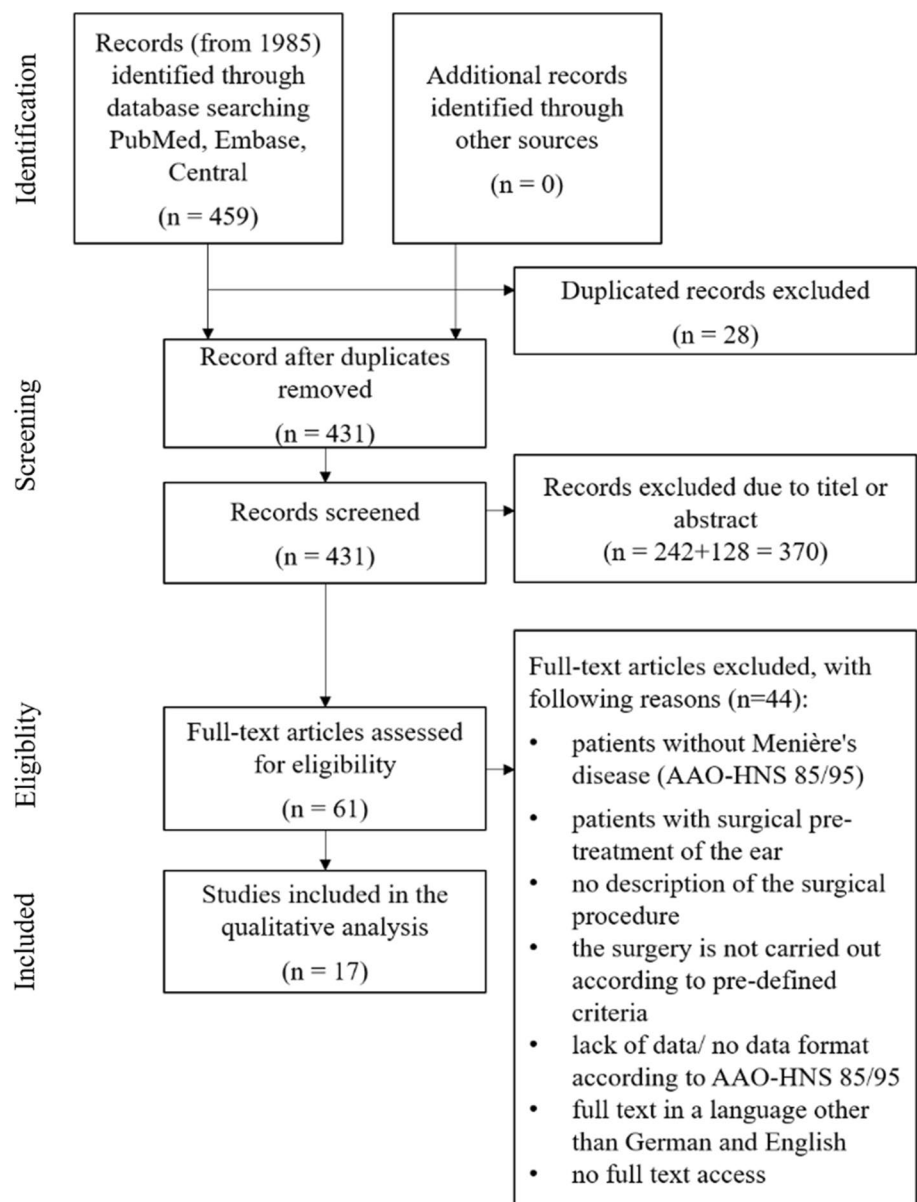 Identification
Records (from 1985)
identified through
database searching
PubMed, Embase,
Central
(n = 459)
Additional records
identified through
other sources
(n = 0)
Duplicated records excluded
(n = 28)
Screening
Record after duplicates
removed
(n = 431)
Records screened
(n = 431)
Records excluded due to titel or
abstract
(n = 242+128 = 370)
Eligiblity
Full-text articles assessed
for eligibility
(n = 61)
Full-text articles excluded, with
following reasons (n=44):
• patients without Menière's
disease (AAO-HNS 85/95)
• patients with surgical pre-
treatment of the ear
• no description of the surgical
procedure
• the surgery is not carried out
according to pre-defined
criteria
• lack of data/ no data format
according to AAO-HNS 85/95
• full text in a language other
than German and English
• no full text access
Included
Studies included in the
qualitative analysis
(n = 17)